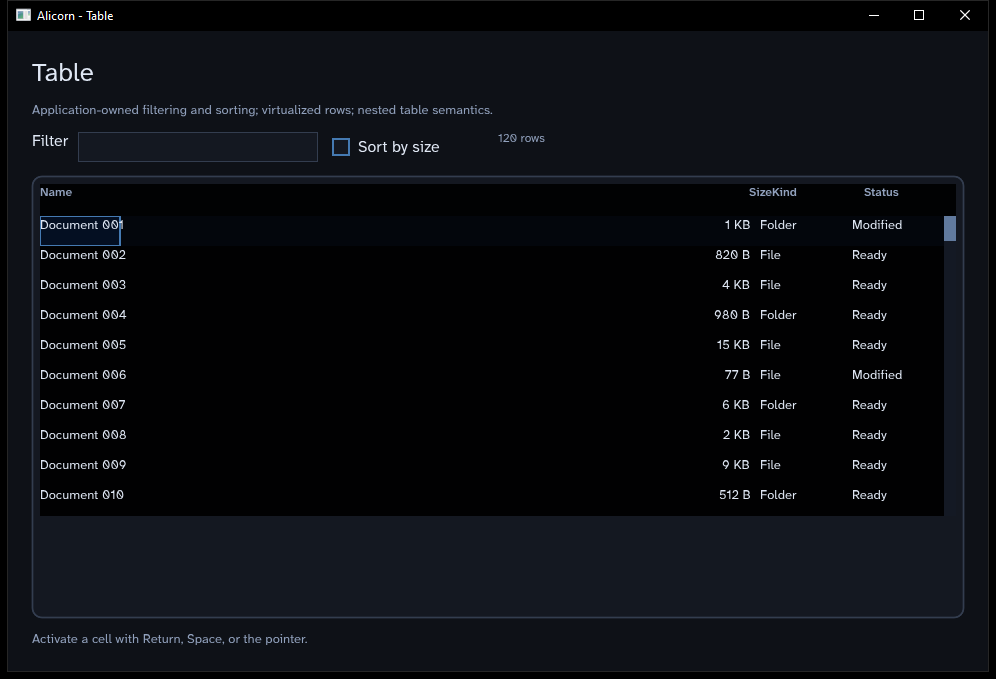 Alicorn - Table
Table
Application-owned filtering and sorting; virtualized rows; nested table semantics.
Filter Sort by size 120 rows
Name SizeKind Status
Document 001 1 KB Folder Modified
Document 002 820 B File Ready
Document 003 4 KB File Ready
Document 004 980 B Folder Ready
Document 005 15 KB File Ready
Document 006 77 B File Modified
Document 007 6 KB Folder Ready
Document 008 2 KB File Ready
Document 009 9 KB File Ready
Document 010 512 B Folder Ready
Activate a cell with Return, Space, or the pointer.